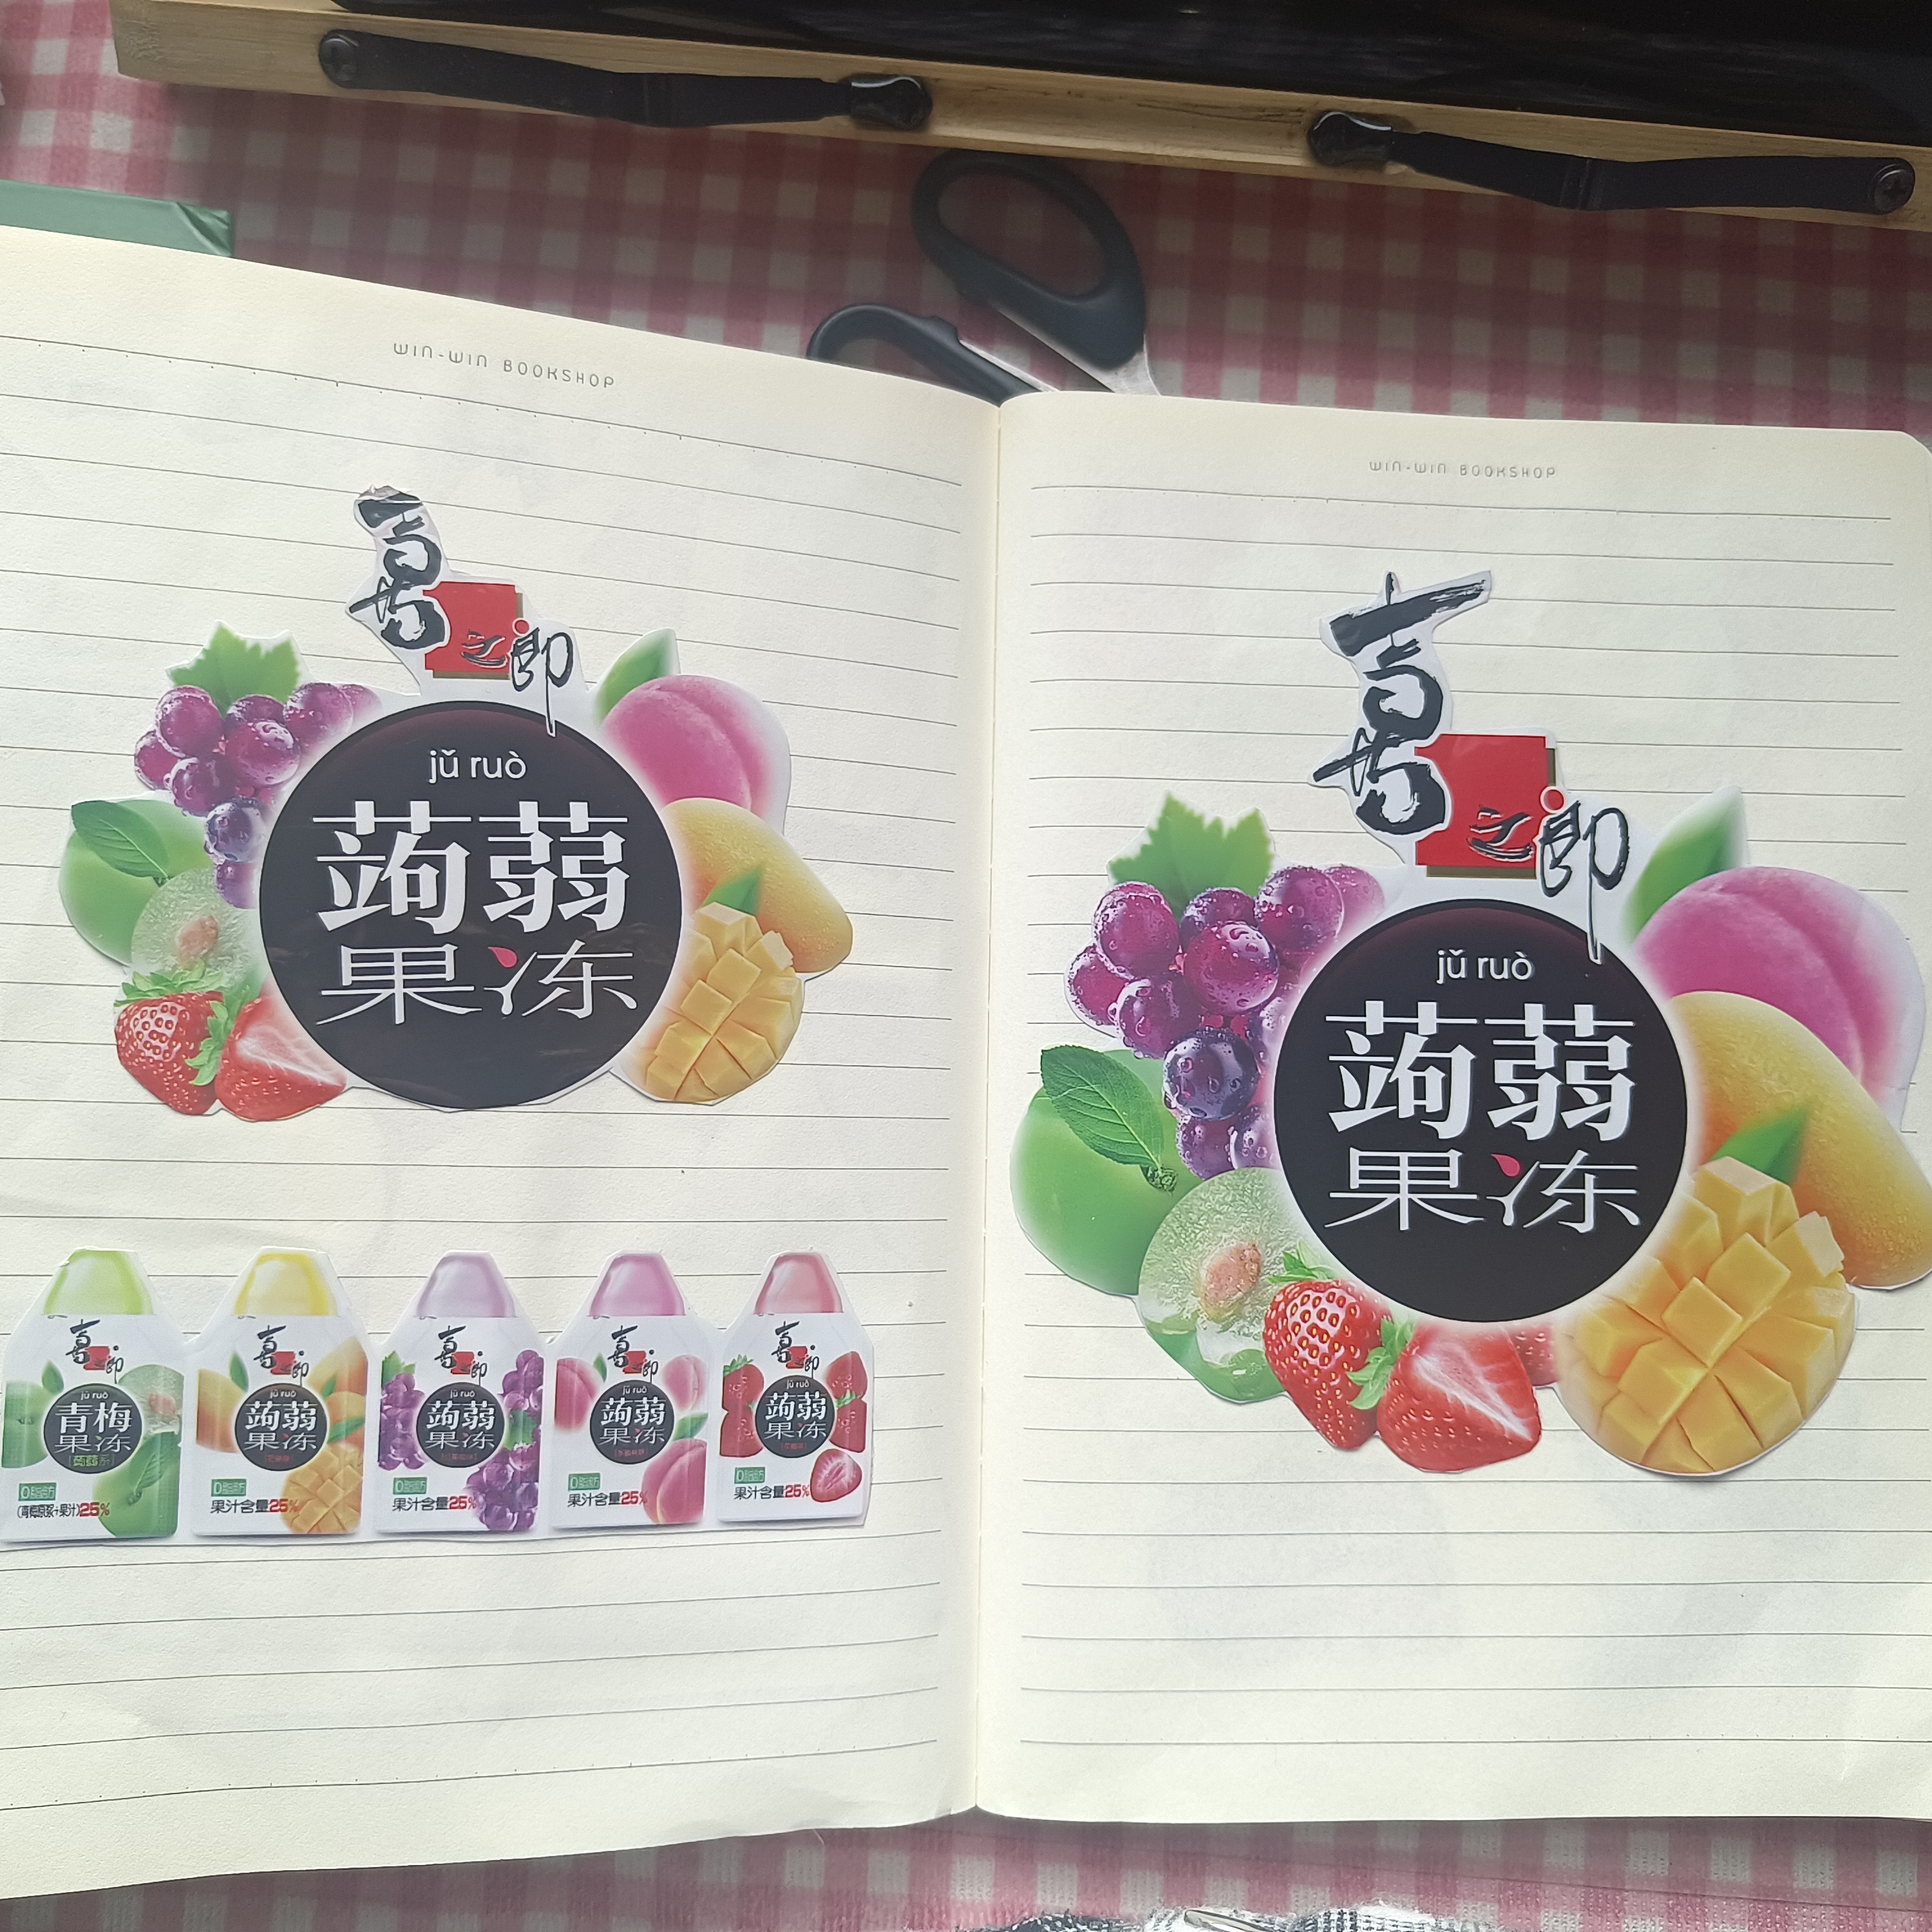 WIN-WIN BOOKSHOP
喜之郎
jǔ ruò
蒟蒻
果冻
喜之郎
jǔ ruò
青梅
果冻
0脂肪
(青梅原浆+果汁)25%
喜之郎
jǔ ruò
蒟蒻
果冻
0脂肪
果汁含量25%
喜之郎
jǔ ruò
蒟蒻
果冻
0脂肪
果汁含量25%
喜之郎
jǔ ruò
蒟蒻
果冻
0脂肪
果汁含量25%
喜之郎
jǔ ruò
蒟蒻
果冻
0脂肪
果汁含量25%
WIN-WIN BOOKSHOP
喜之郎
jǔ ruò
蒟蒻
果冻